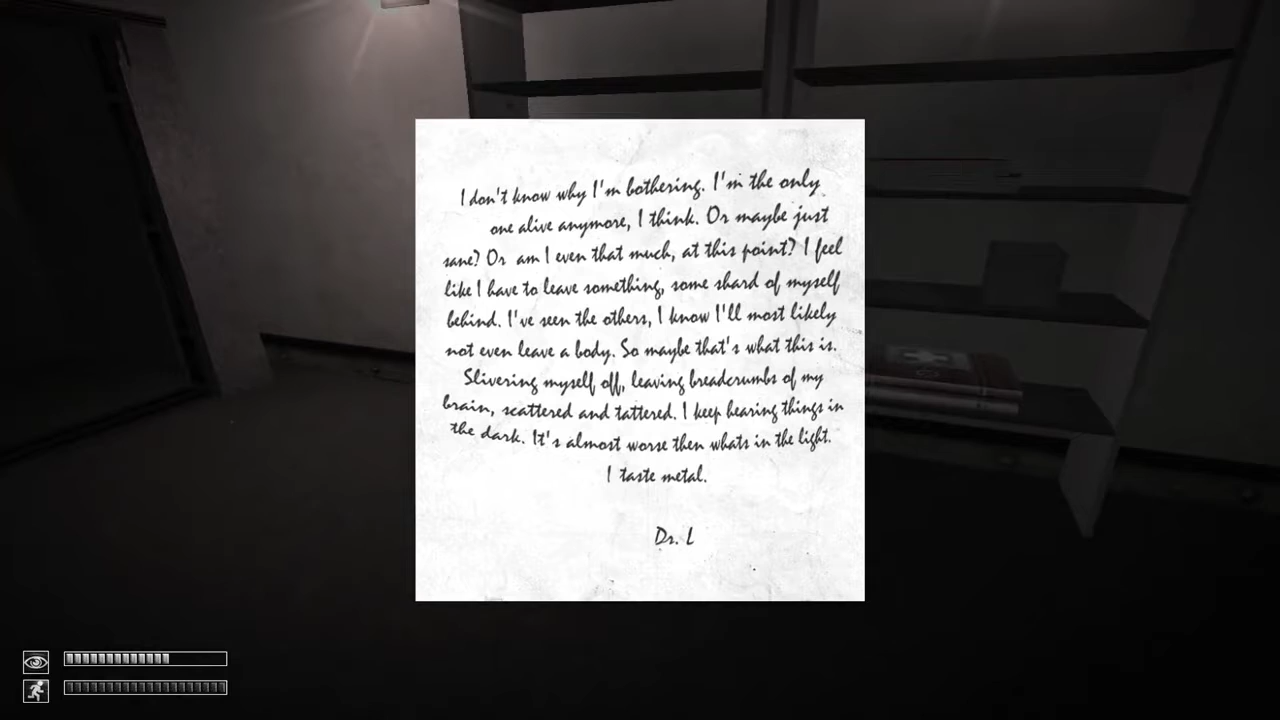 I don't know why I'm bothering. I'm the only
one alive anymore, I think. Or maybe just
sane? Or am I even that much, at this point? I feel
like I have to leave something, some shard of myself
behind. I've seen the others, I know I'll most likely
not even leave a body. So maybe that's what this is.
Slivering myself off, leaving breadcrumbs of my
brain, scattered and tattered. I keep hearing things in
the dark. It's almost worse then whats in the light.
I taste metal.
Dr. L